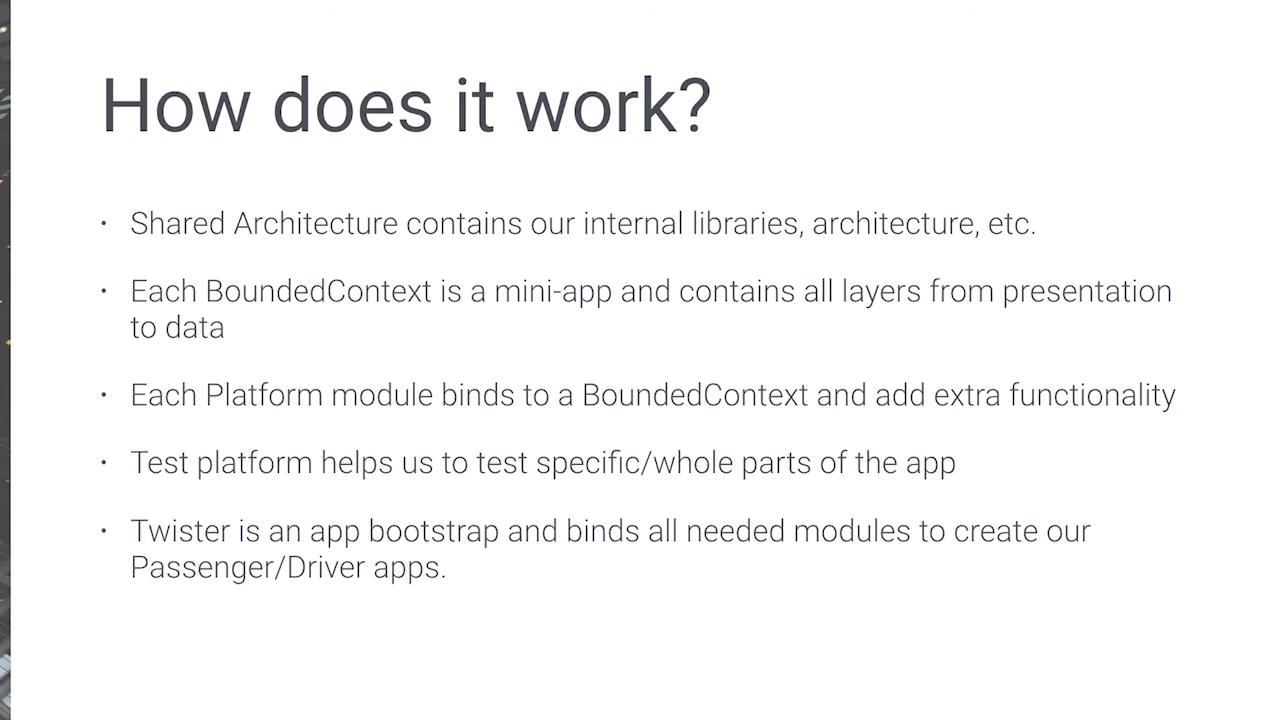 How does it work?
• Shared Architecture contains our internal libraries, architecture, etc.
• Each BoundedContext is a mini-app and contains all layers from presentation
to data
• Each Platform module binds to a BoundedContext and add extra functionality
• Test platform helps us to test specific/whole parts of the app
• Twister is an app bootstrap and binds all needed modules to create our
Passenger/Driver apps.